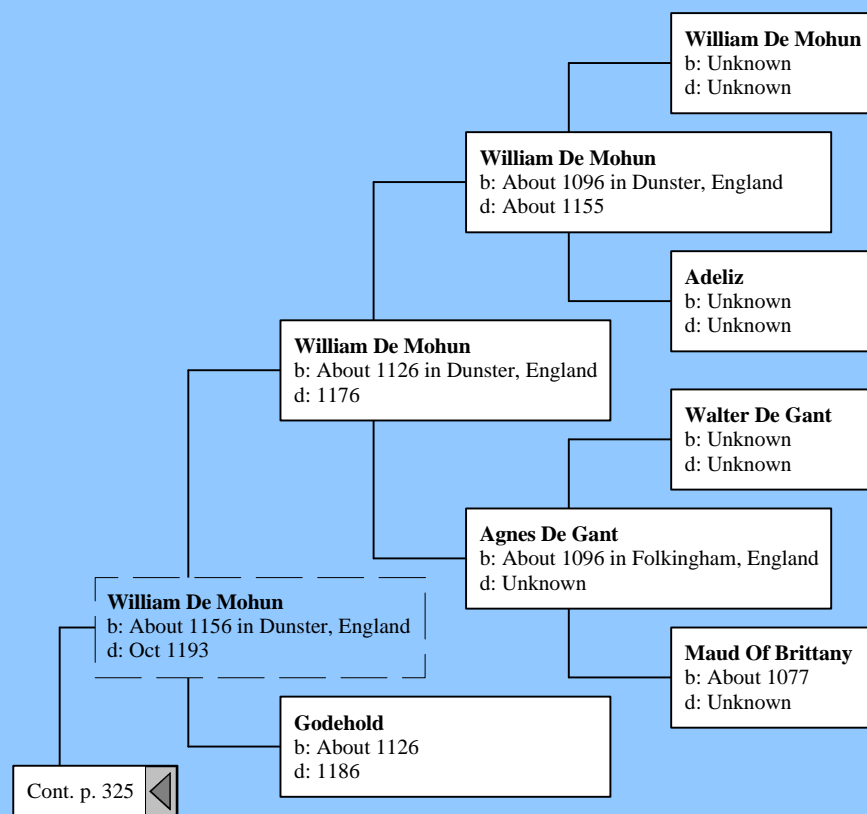 William De Mohun
b: Unknown
d: Unknown
William De Mohun
b: About 1096 in Dunster, England
d: About 1155
Adeliz
b: Unknown
d: Unknown
William De Mohun
b: About 1126 in Dunster, England
d: 1176
Walter De Gant
b: Unknown
d: Unknown
Agnes De Gant
b: About 1096 in Folkingham, England
d: Unknown
William De Mohun
b: About 1156 in Dunster, England
d: Oct 1193
Maud Of Brittany
b: About 1077
d: Unknown
Godehold
b: About 1126
d: 1186
Cont. p. 325